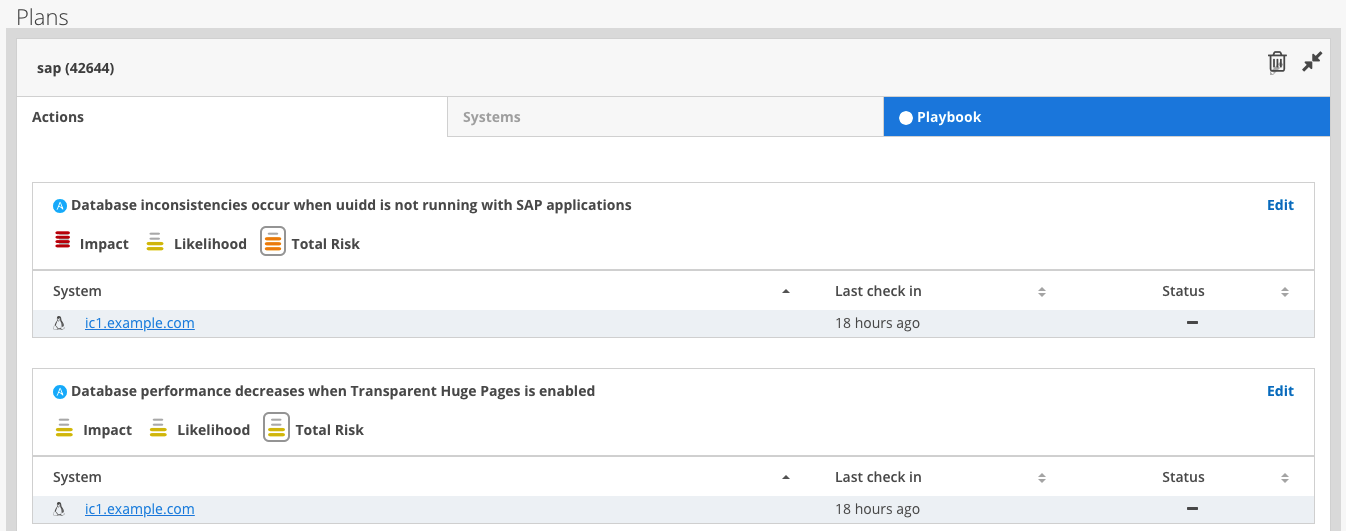 Plans
sap (42644)
Actions
Systems
Playbook
A Database inconsistencies occur when uuidd is not running with SAP applications
Edit
Impact Likelihood Total Risk
System Last check in Status
ic1.example.com 18 hours ago
A Database performance decreases when Transparent Huge Pages is enabled
Edit
Impact Likelihood Total Risk
System Last check in Status
ic1.example.com 18 hours ago